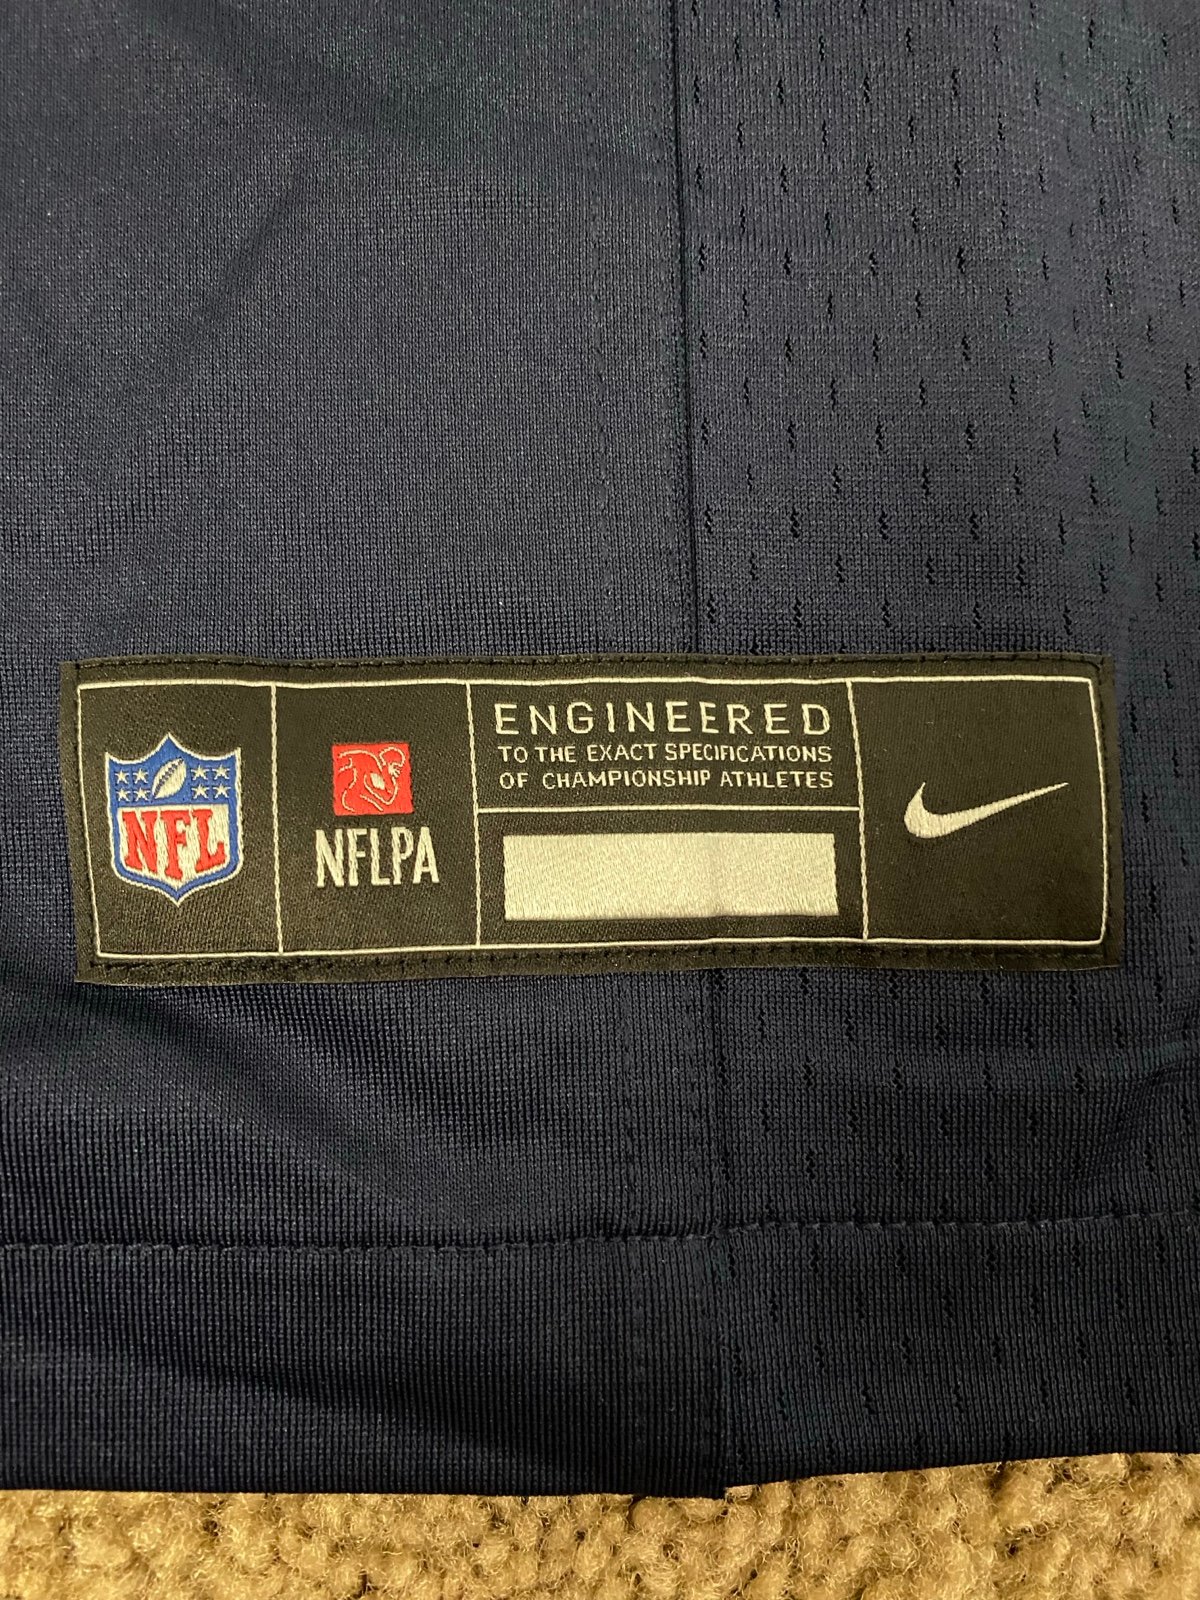 NFL
NFLPA
ENGINEERED
TO THE EXACT SPECIFICATIONS
OF CHAMPIONSHIP ATHLETES